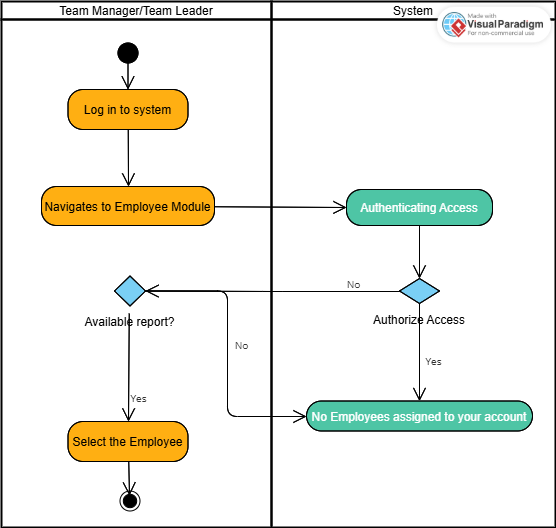 Team Manager/Team Leader
System
Made with
VisualParadigm
For non-commercial use
Log in to system
Navigates to Employee Module
Authenticating Access
No
Available report?
Authorize Access
No
Yes
Yes
No Employees assigned to your account
Select the Employee